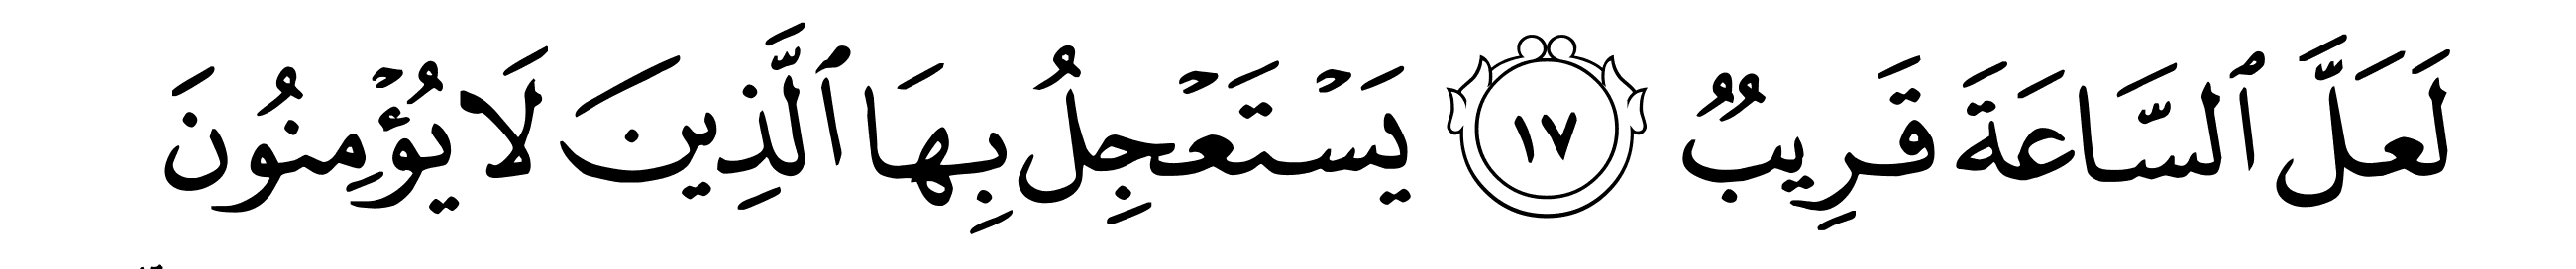 لَعَلَّ ٱلسَّاعَةَ قَرِيبٌ ١٧ يَسْتَعْجِلُ بِهَا ٱلَّذِينَ لَا يُؤْمِنُونَ